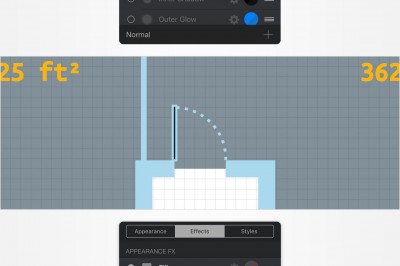 Outer Glow
Normal
25 ft²
362
Appearance
Effects
Styles
APPEARANCE FX